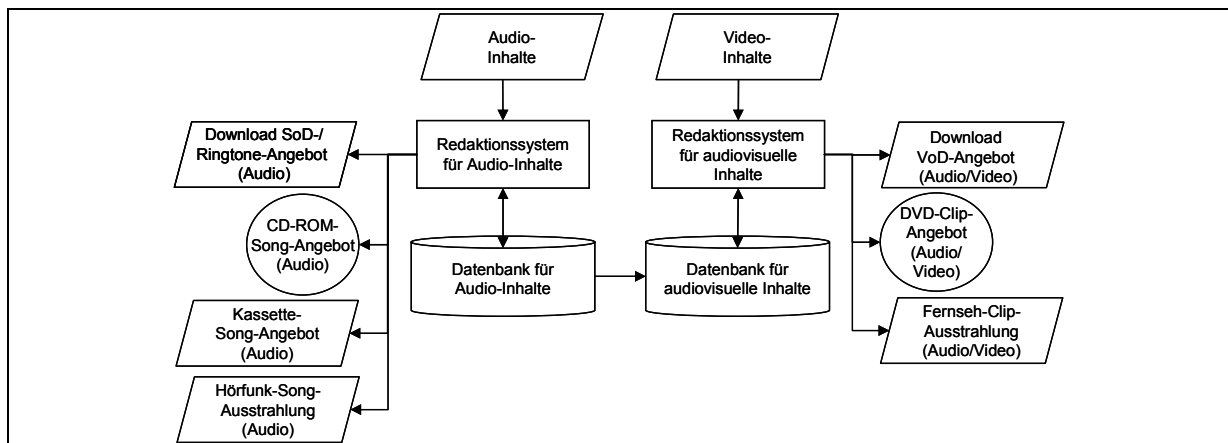 Audio-
Inhalte
Video-
Inhalte
Download SoD-/
Ringtone-Angebot
(Audio)
Redaktionssystem
für Audio-Inhalte
Redaktionssystem
für audiovisuelle
Inhalte
Download
VoD-Angebot
(Audio/Video)
CD-ROM-
Song-Angebot
(Audio)
Datenbank für
Audio-Inhalte
Datenbank für
audiovisuelle Inhalte
DVD-Clip-
Angebot
(Audio/
Video)
Kassette-
Song-Angebot
(Audio)
Fernseh-Clip-
Ausstrahlung
(Audio/Video)
Hörfunk-Song-
Ausstrahlung
(Audio)